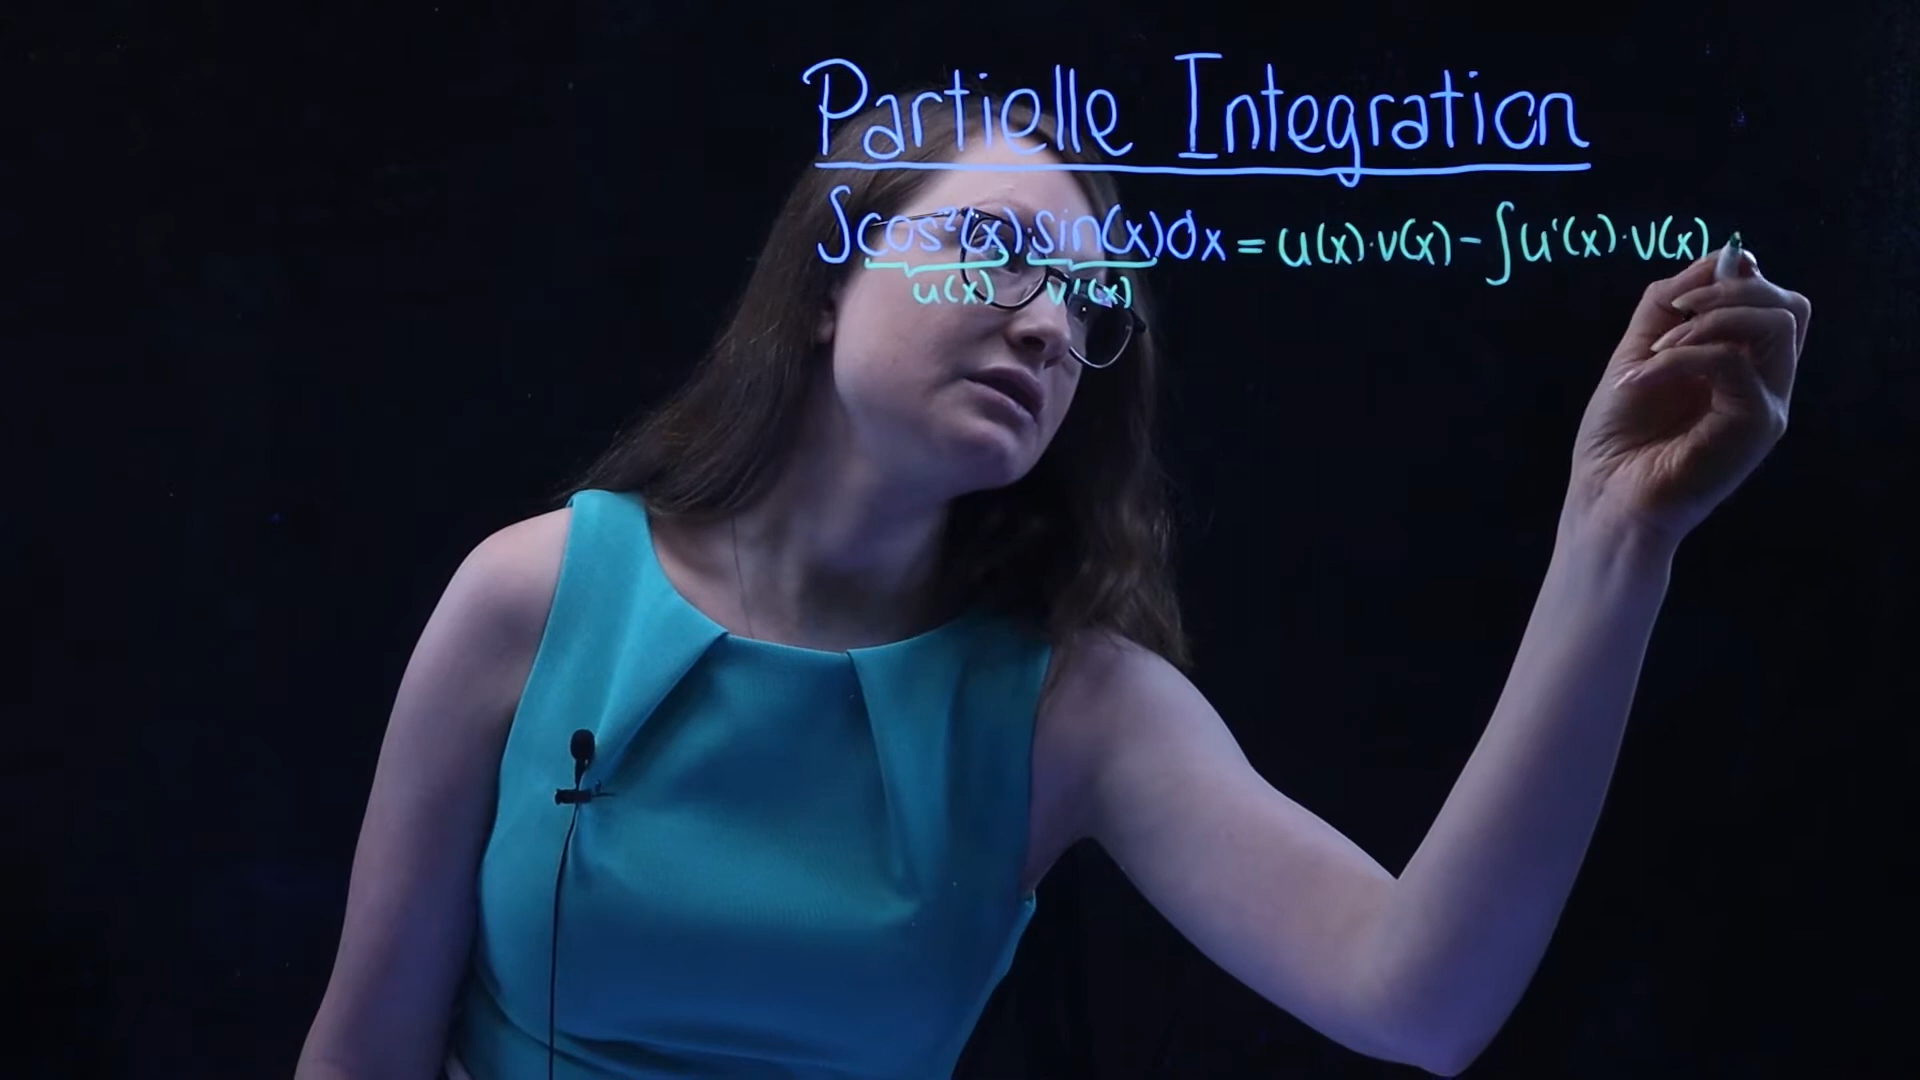 Partielle Integration
∫cos²(x)·sin(x)dx = u(x)·v(x) - ∫u'(x)·v(x)
u(x) v'(x)